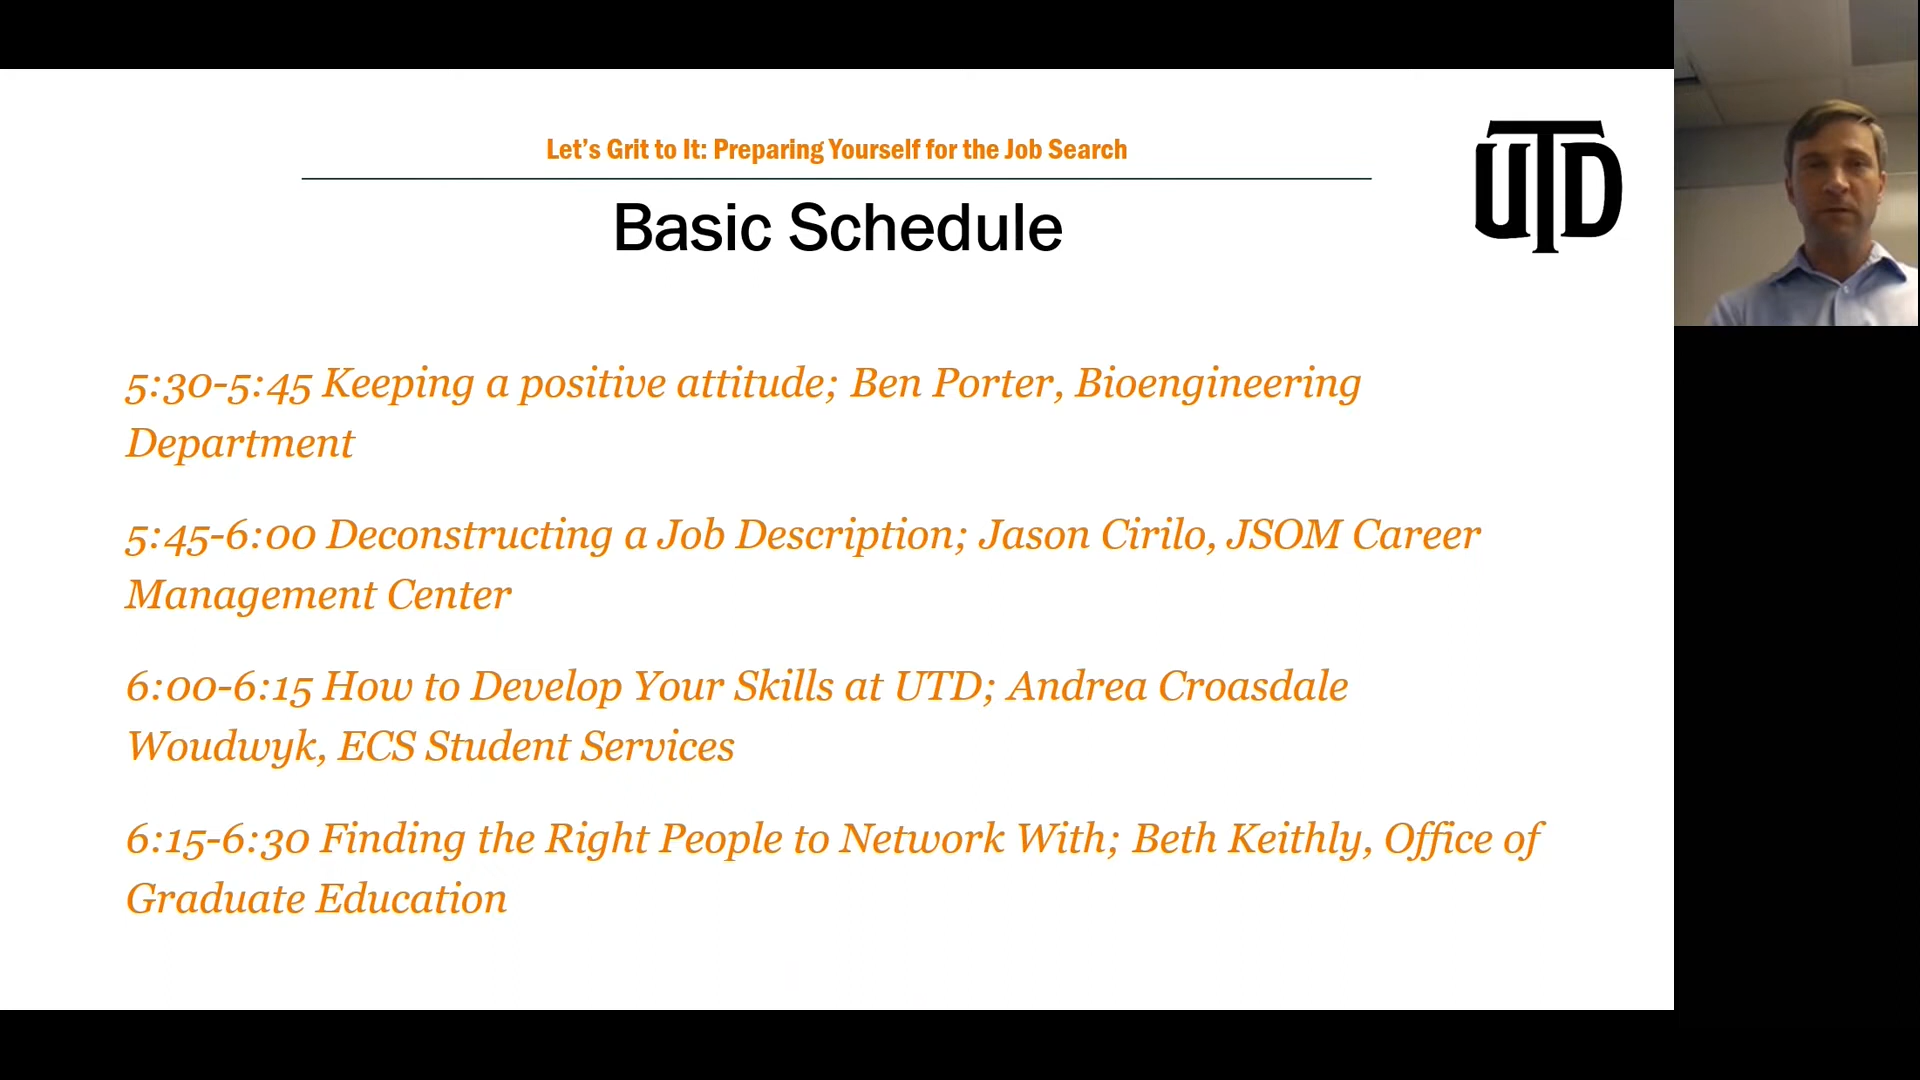 Let's Grit to It: Preparing Yourself for the Job Search
UTD
Basic Schedule
5:30-5:45 Keeping a positive attitude; Ben Porter, Bioengineering
Department
5:45-6:00 Deconstructing a Job Description; Jason Cirilo, JSOM Career
Management Center
6:00-6:15 How to Develop Your Skills at UTD; Andrea Croasdale
Woudwyk, ECS Student Services
6:15-6:30 Finding the Right People to Network With; Beth Keithly, Office of
Graduate Education